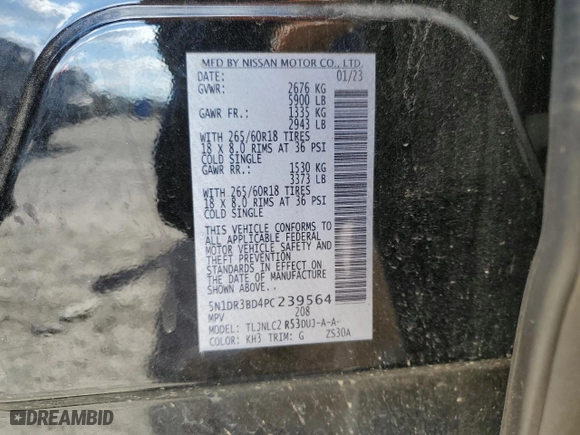 MFD BY NISSAN MOTOR CO., LTD.
DATE: 01/23
GVWR: 2676 KG
5900 LB
GAWR FR.: 1335 KG
2943 LB
WITH 265/60R18 TIRES
18 X 8.0 RIMS AT 36 PSI
COLD SINGLE
GAWR RR.: 1530 KG
3373 LB
WITH 265/60R18 TIRES
18 X 8.0 RIMS AT 36 PSI
COLD SINGLE
THIS VEHICLE CONFORMS TO
ALL APPLICABLE FEDERAL
MOTOR VEHICLE SAFETY AND
THEFT PREVENTION
STANDARDS IN EFFECT ON
THE DATE OF MANUFACTURE
SHOWN ABOVE.
5N1DR3BD4PC239564
MPV 208
MODEL: TLJNLC2 R53DUJ-A-A-
COLOR: KH3 TRIM: G ZS30A
DREAMBID